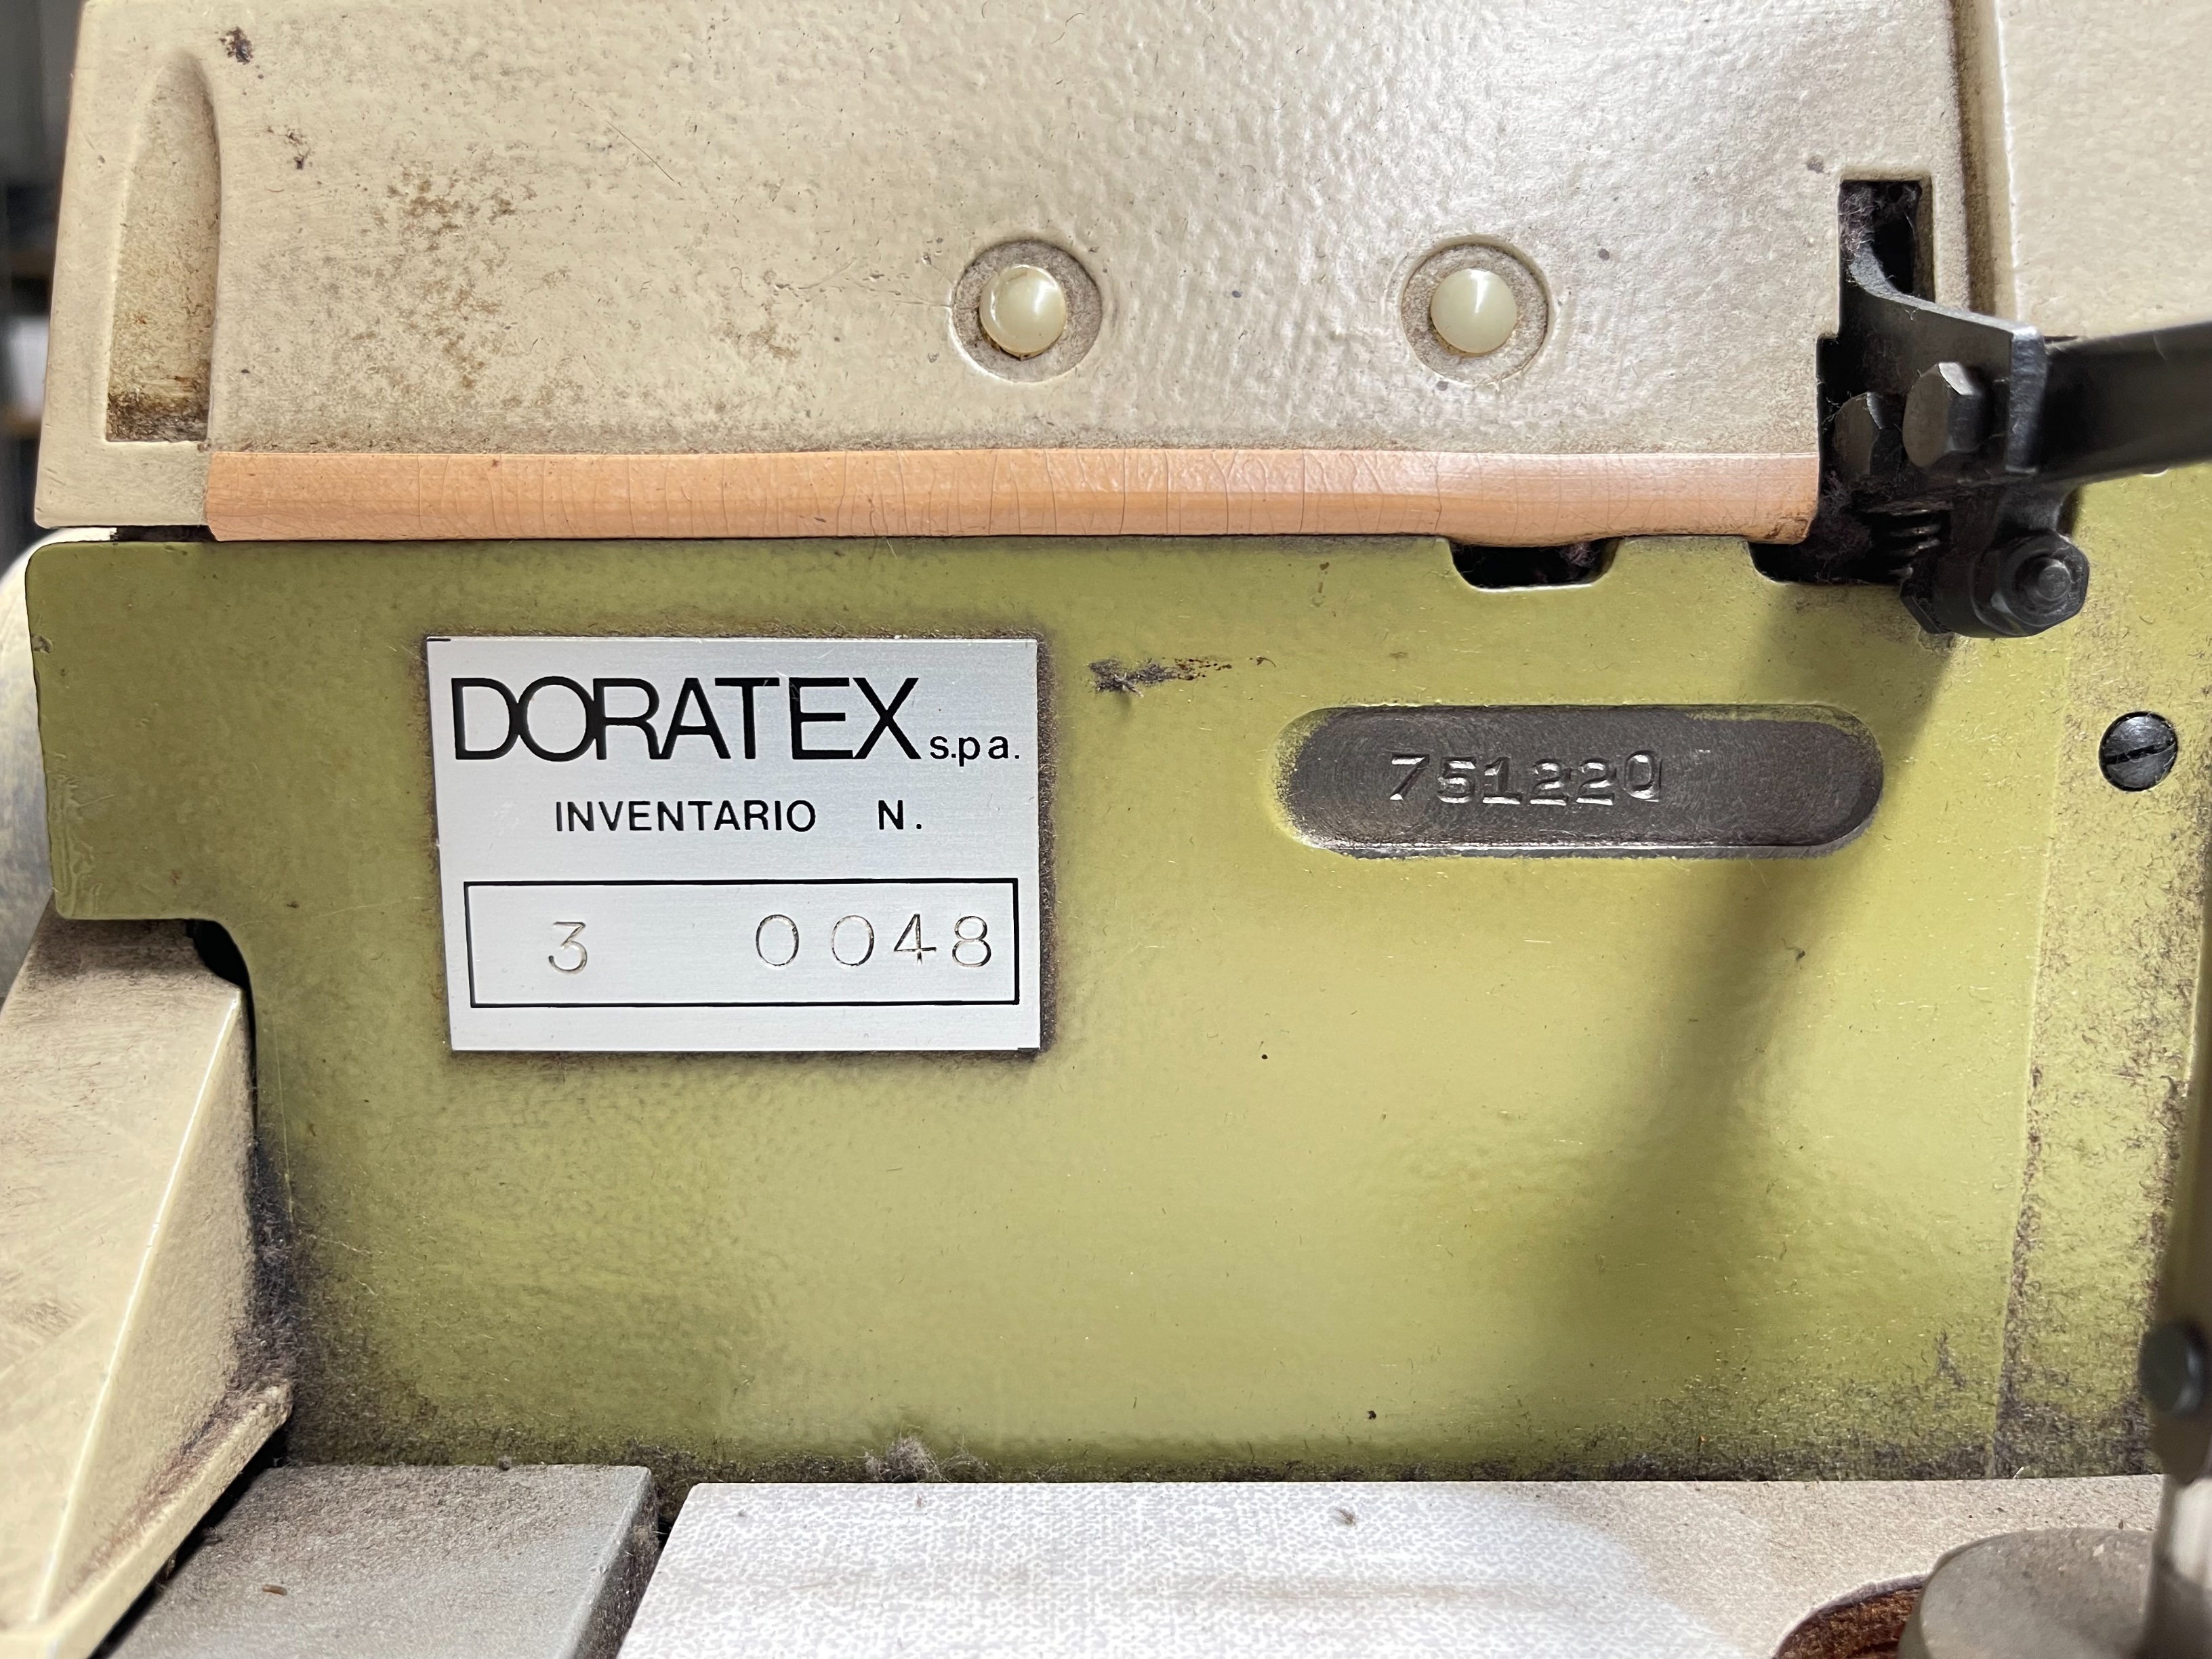 DORATEX s.p.a.
INVENTARIO N.
3 0048
751220